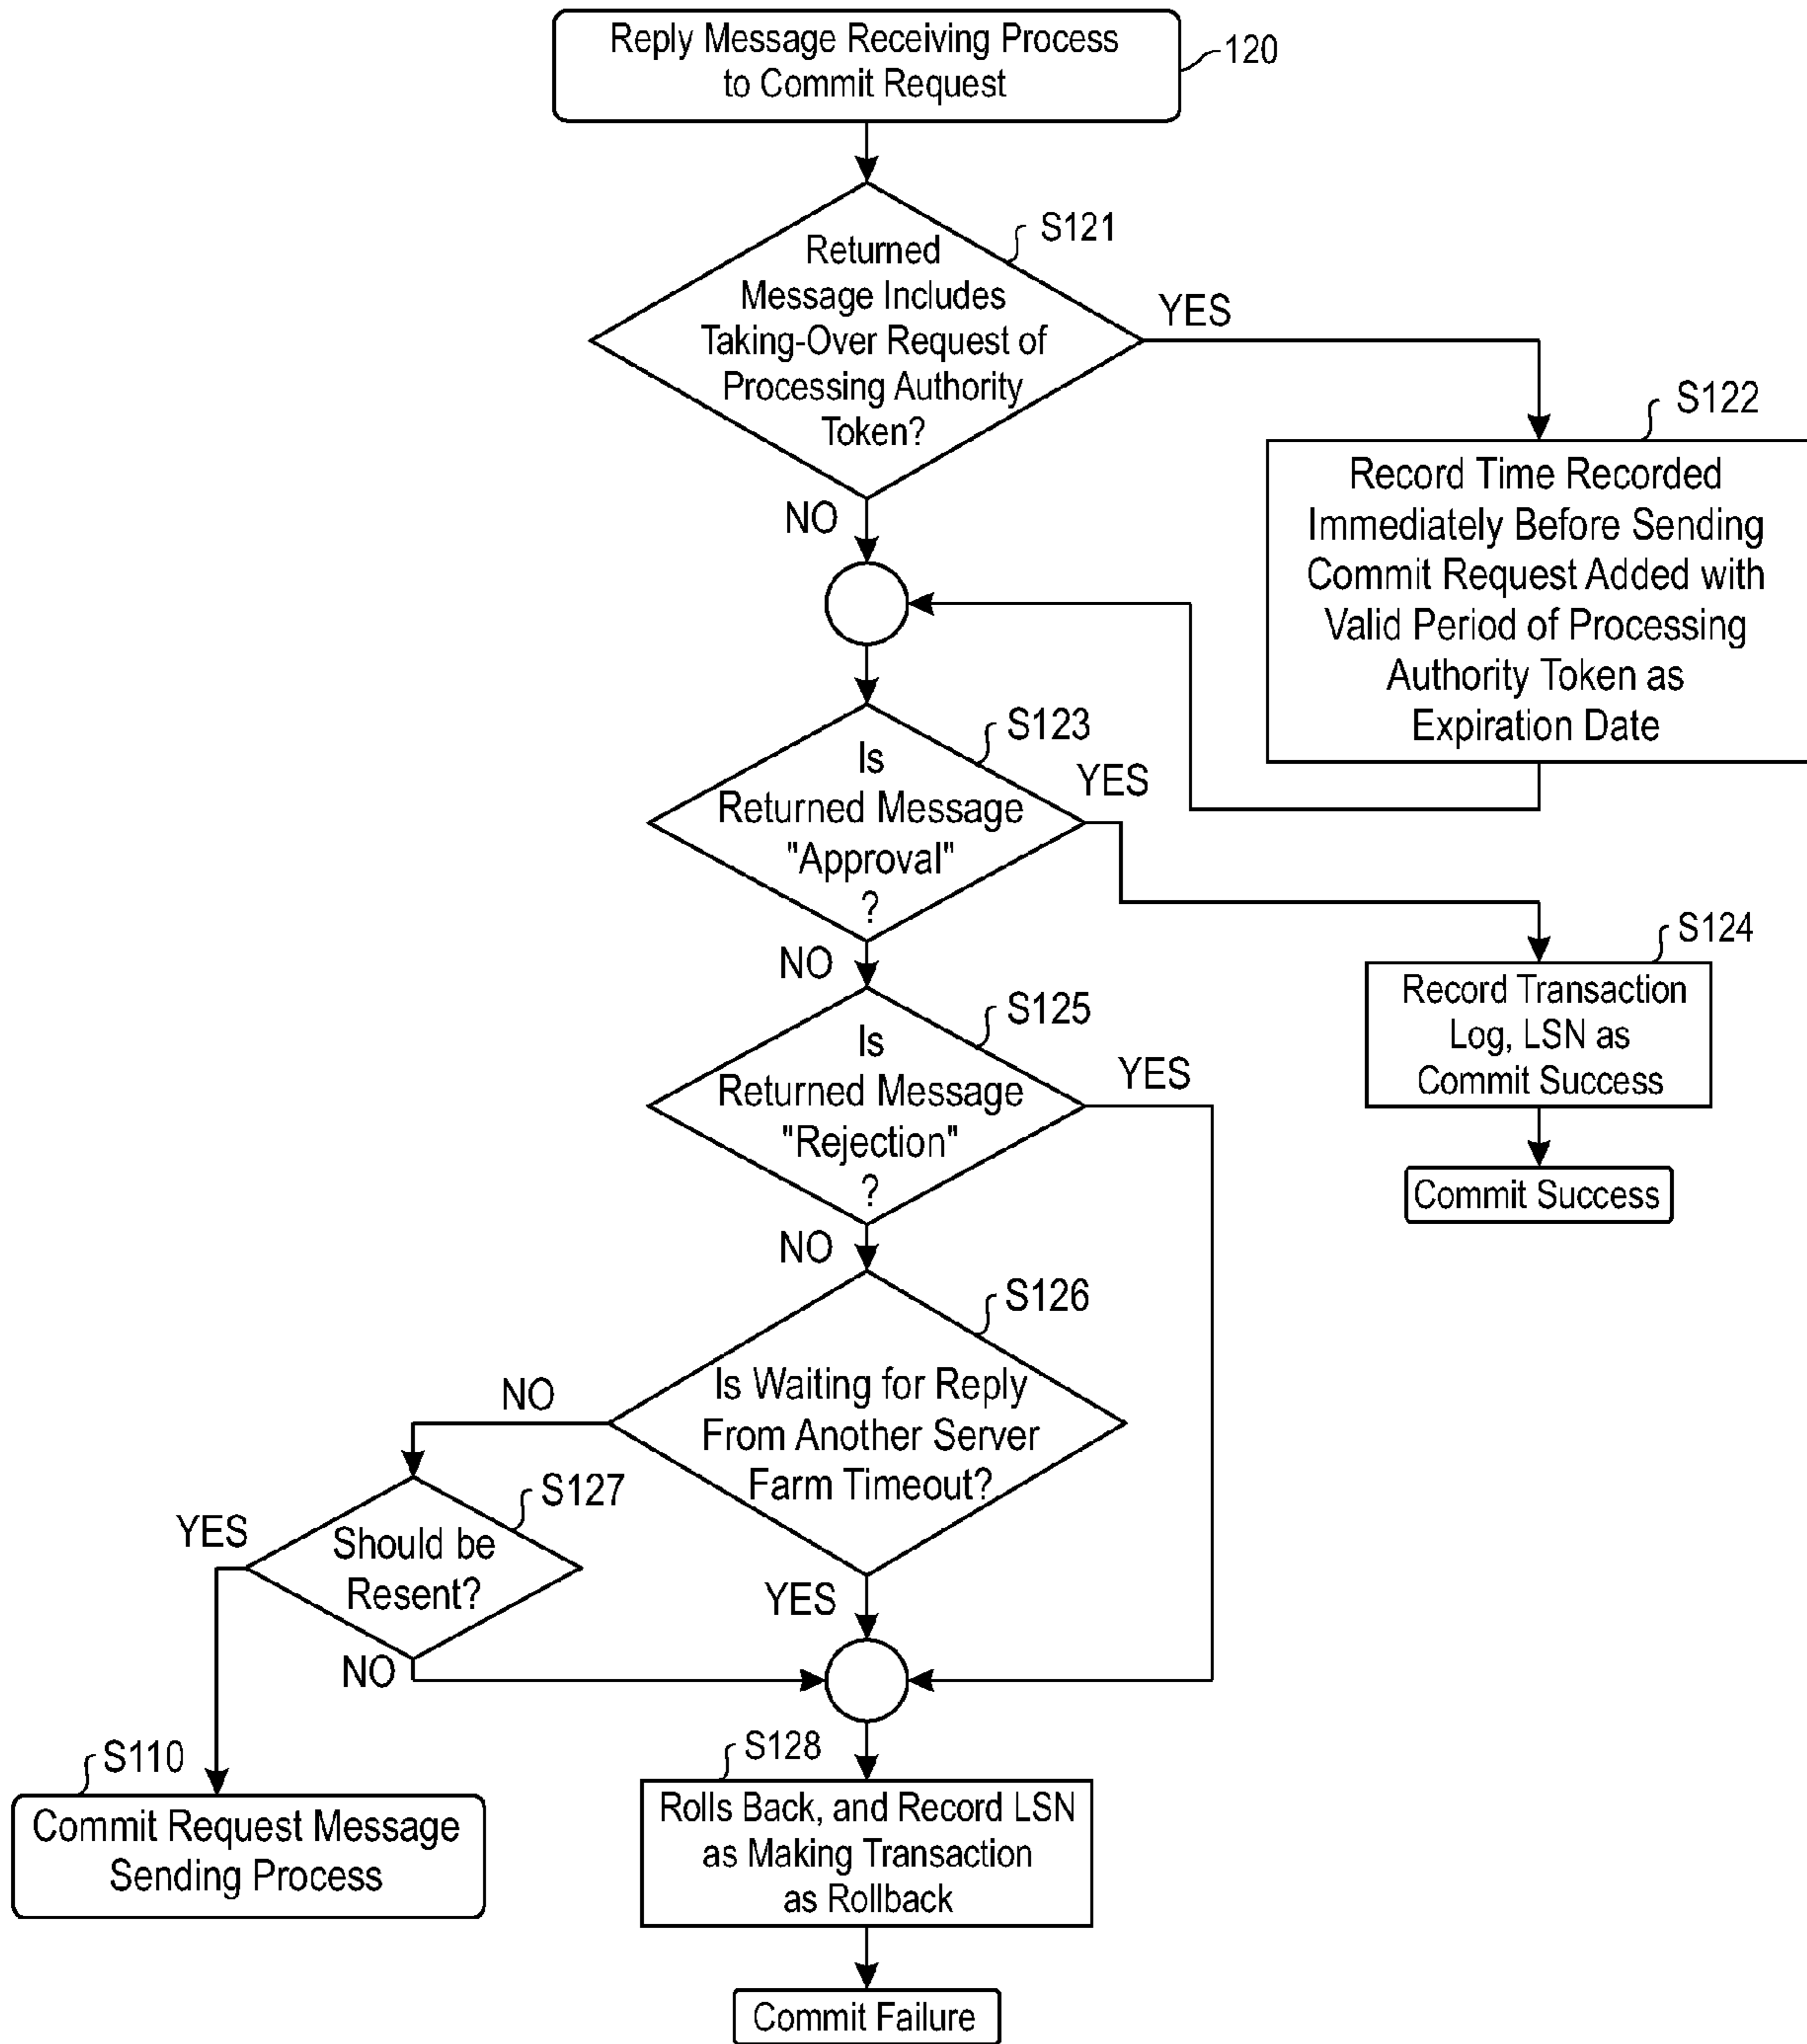 Reply Message Receiving Process
to Commit Request
120
S121
Returned
Message Includes
Taking-Over Request of
Processing Authority
Token?
YES
NO
S122
Record Time Recorded
Immediately Before Sending
Commit Request Added with
Valid Period of Processing
Authority Token as
Expiration Date
S123
Is
Returned Message
"Approval"
?
YES
NO
S124
Record Transaction
Log, LSN as
Commit Success
Commit Success
S125
Is
Returned Message
"Rejection"
?
YES
NO
S126
Is Waiting for Reply
From Another Server
Farm Timeout?
NO
YES
S127
Should be
Resent?
YES
NO
S110
Commit Request Message
Sending Process
S128
Rolls Back, and Record LSN
as Making Transaction
as Rollback
Commit Failure